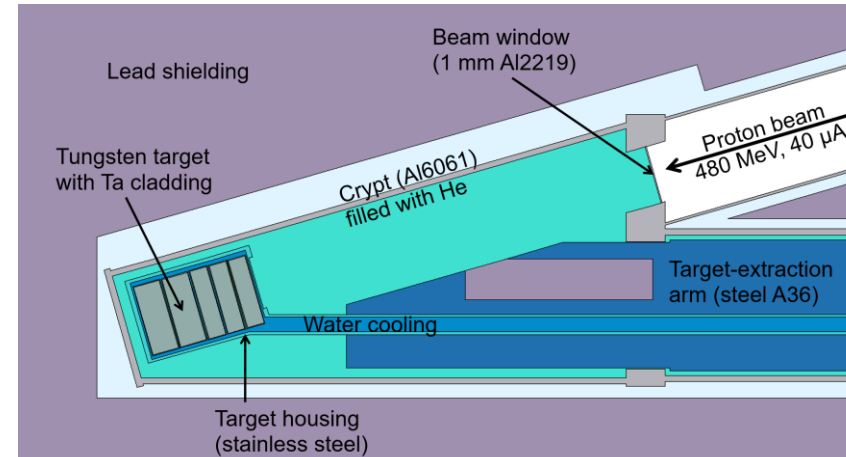 Lead shielding
Beam window
(1 mm Al2219)
Proton beam
480 MeV, 40 µA
Tungsten target
with Ta cladding
Crypt (Al6061)
filled with He
Target-extraction
arm (steel A36)
Water cooling
Target housing
(stainless steel)